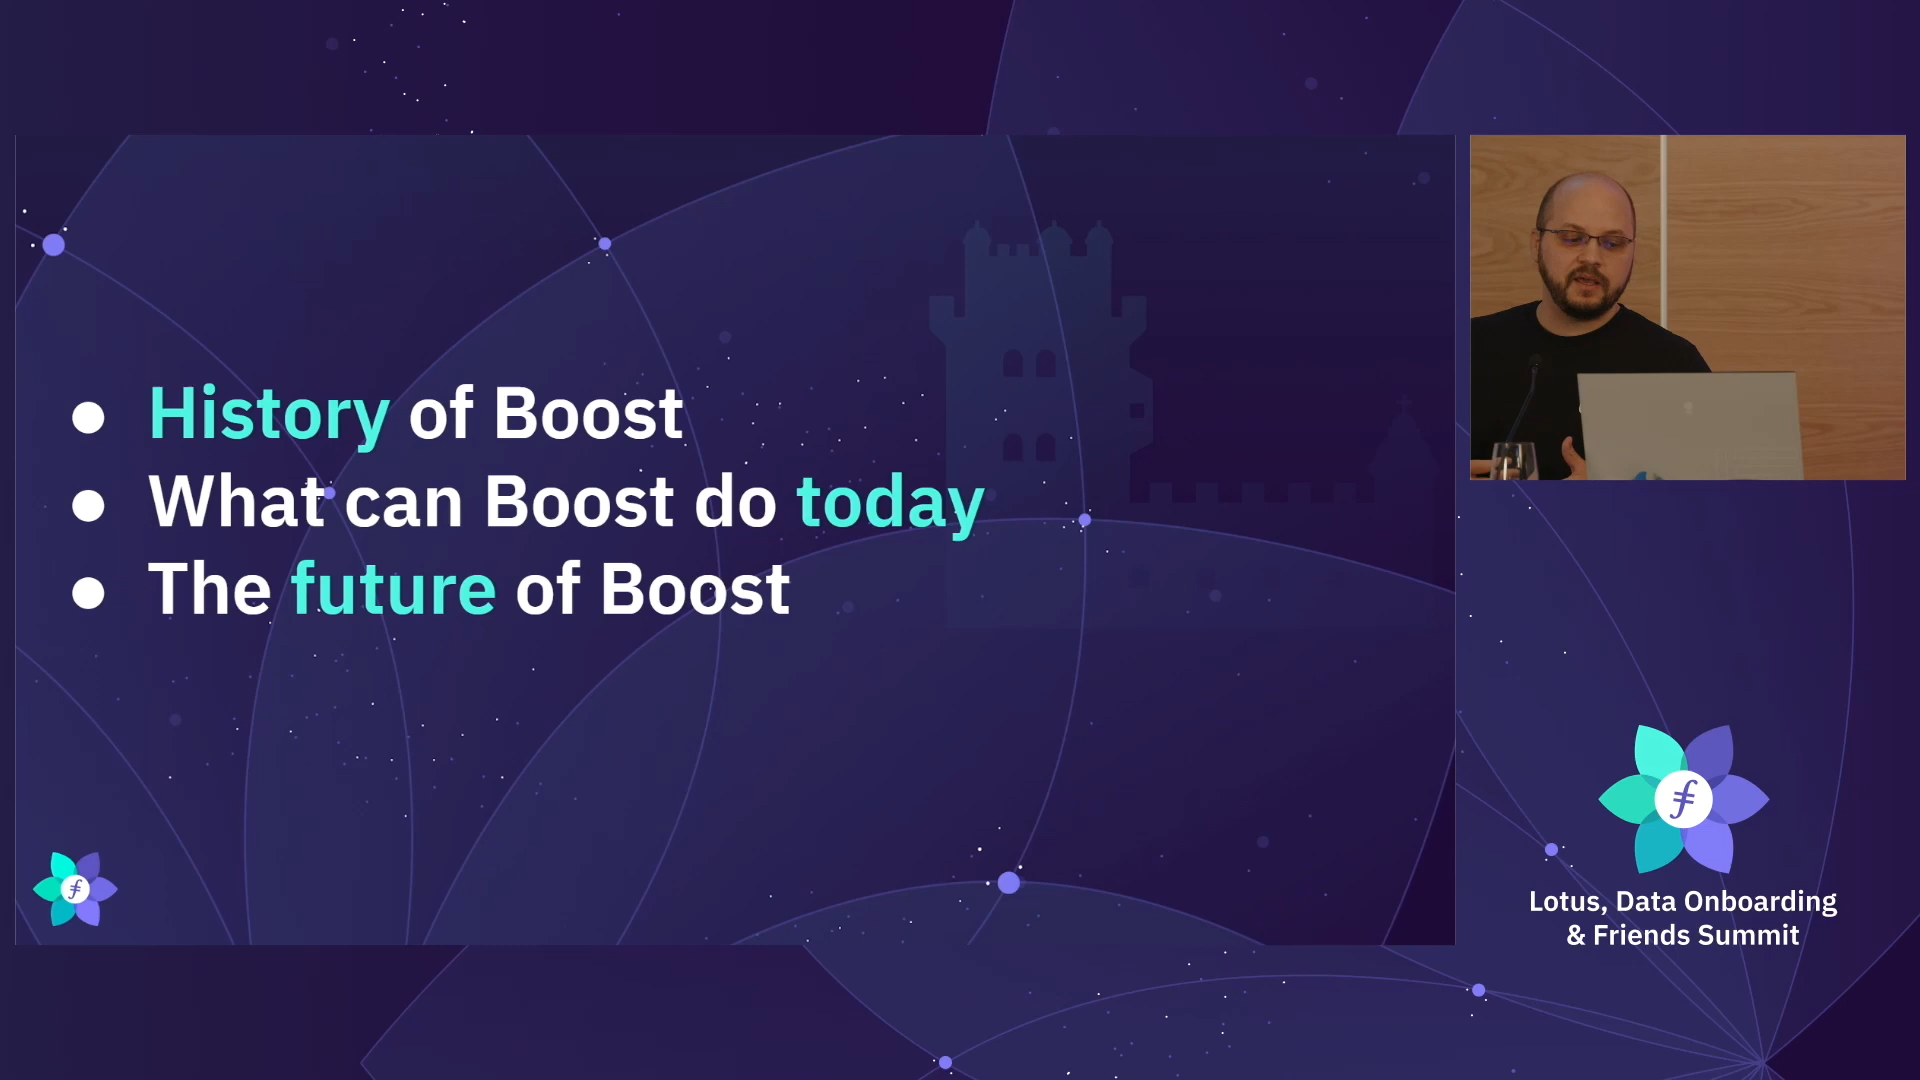 ● History of Boost
● What can Boost do today
● The future of Boost
Lotus, Data Onboarding
& Friends Summit